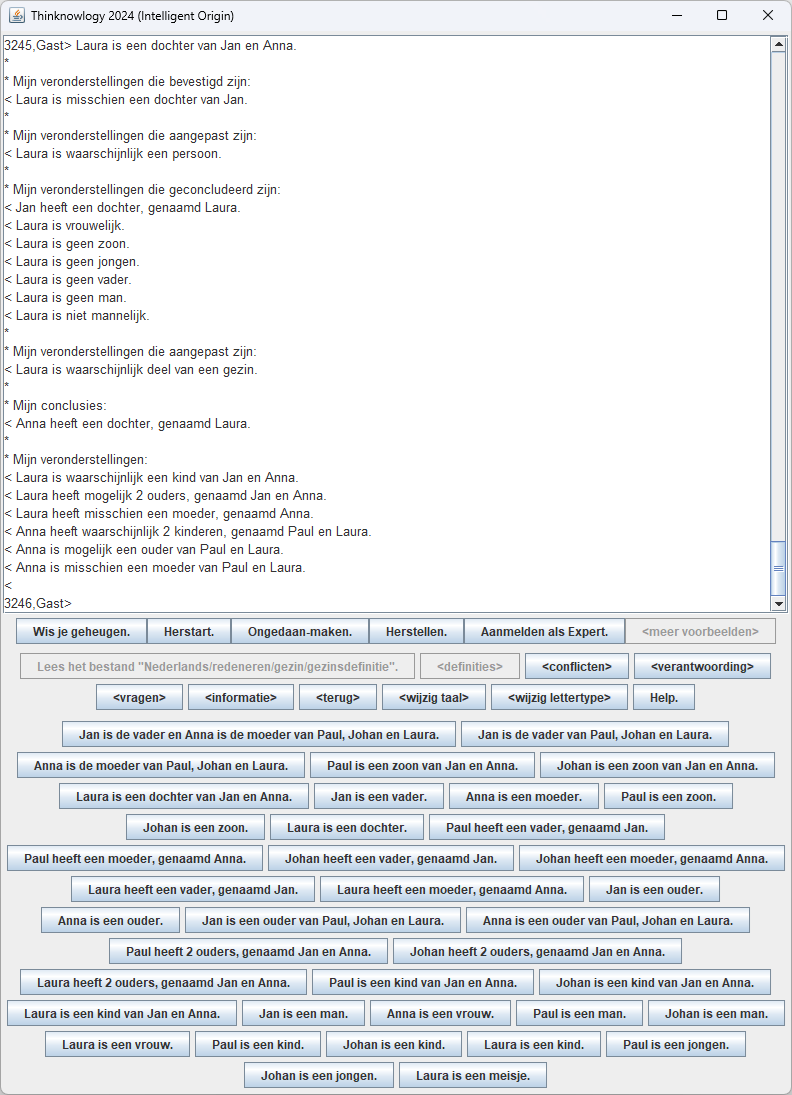 Thinknowlogy 2024 (Intelligent Origin)
3245,Gast> Laura is een dochter van Jan en Anna.
*
* Mijn veronderstellingen die bevestigd zijn:
< Laura is misschien een dochter van Jan.
*
* Mijn veronderstellingen die aangepast zijn:
< Laura is waarschijnlijk een persoon.
*
* Mijn veronderstellingen die geconcludeerd zijn:
< Jan heeft een dochter, genaamd Laura.
< Laura is vrouwelijk.
< Laura is geen zoon.
< Laura is geen jongen.
< Laura is geen vader.
< Laura is geen man.
< Laura is niet mannelijk.
*
* Mijn veronderstellingen die aangepast zijn:
< Laura is waarschijnlijk deel van een gezin.
*
* Mijn conclusies:
< Anna heeft een dochter, genaamd Laura.
*
* Mijn veronderstellingen:
< Laura is waarschijnlijk een kind van Jan en Anna.
< Laura heeft mogelijk 2 ouders, genaamd Jan en Anna.
< Laura heeft misschien een moeder, genaamd Anna.
< Anna heeft waarschijnlijk 2 kinderen, genaamd Paul en Laura.
< Anna is mogelijk een ouder van Paul en Laura.
< Anna is misschien een moeder van Paul en Laura.
<
3246,Gast>
Wis je geheugen. Herstart. Ongedaan-maken. Herstellen. Aanmelden als Expert. <meer voorbeelden>
Lees het bestand "Nederlands/redeneren/gezin/gezinsdefinitie". <definities> <conflicten> <verantwoording>
<vragen> <informatie> <terug> <wijzig taal> <wijzig lettertype> Help.
Jan is de vader en Anna is de moeder van Paul, Johan en Laura. Jan is de vader van Paul, Johan en Laura.
Anna is de moeder van Paul, Johan en Laura. Paul is een zoon van Jan en Anna. Johan is een zoon van Jan en Anna.
Laura is een dochter van Jan en Anna. Jan is een vader. Anna is een moeder. Paul is een zoon.
Johan is een zoon. Laura is een dochter. Paul heeft een vader, genaamd Jan.
Paul heeft een moeder, genaamd Anna. Johan heeft een vader, genaamd Jan. Johan heeft een moeder, genaamd Anna.
Laura heeft een vader, genaamd Jan. Laura heeft een moeder, genaamd Anna. Jan is een ouder.
Anna is een ouder. Jan is een ouder van Paul, Johan en Laura. Anna is een ouder van Paul, Johan en Laura.
Paul heeft 2 ouders, genaamd Jan en Anna. Johan heeft 2 ouders, genaamd Jan en Anna.
Laura heeft 2 ouders, genaamd Jan en Anna. Paul is een kind van Jan en Anna. Johan is een kind van Jan en Anna.
Laura is een kind van Jan en Anna. Jan is een man. Anna is een vrouw. Paul is een man. Johan is een man.
Laura is een vrouw. Paul is een kind. Johan is een kind. Laura is een kind. Paul is een jongen.
Johan is een jongen. Laura is een meisje.